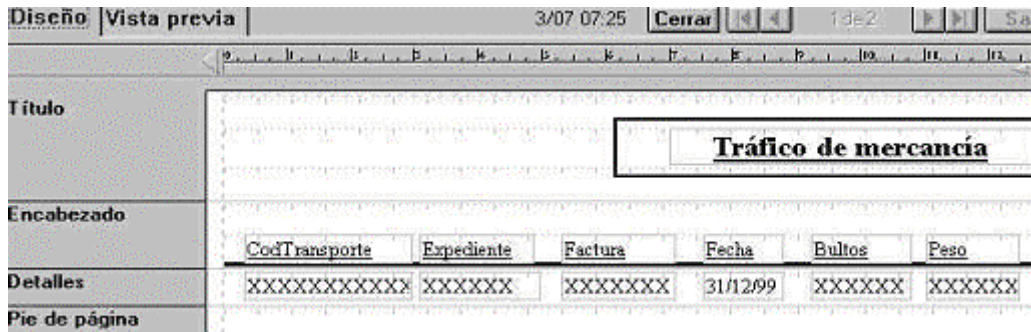 Diseño Vista previa 3/07 07:25 Cerrar 1 de 2
Título
Tráfico de mercancía
Encabezado
CodTransporte Expediente Factura Fecha Bultos Peso
Detalles XXXXXXXXXXX XXXXXX XXXXXXX 31/12/99 XXXXXX XXXXXX
Pie de página